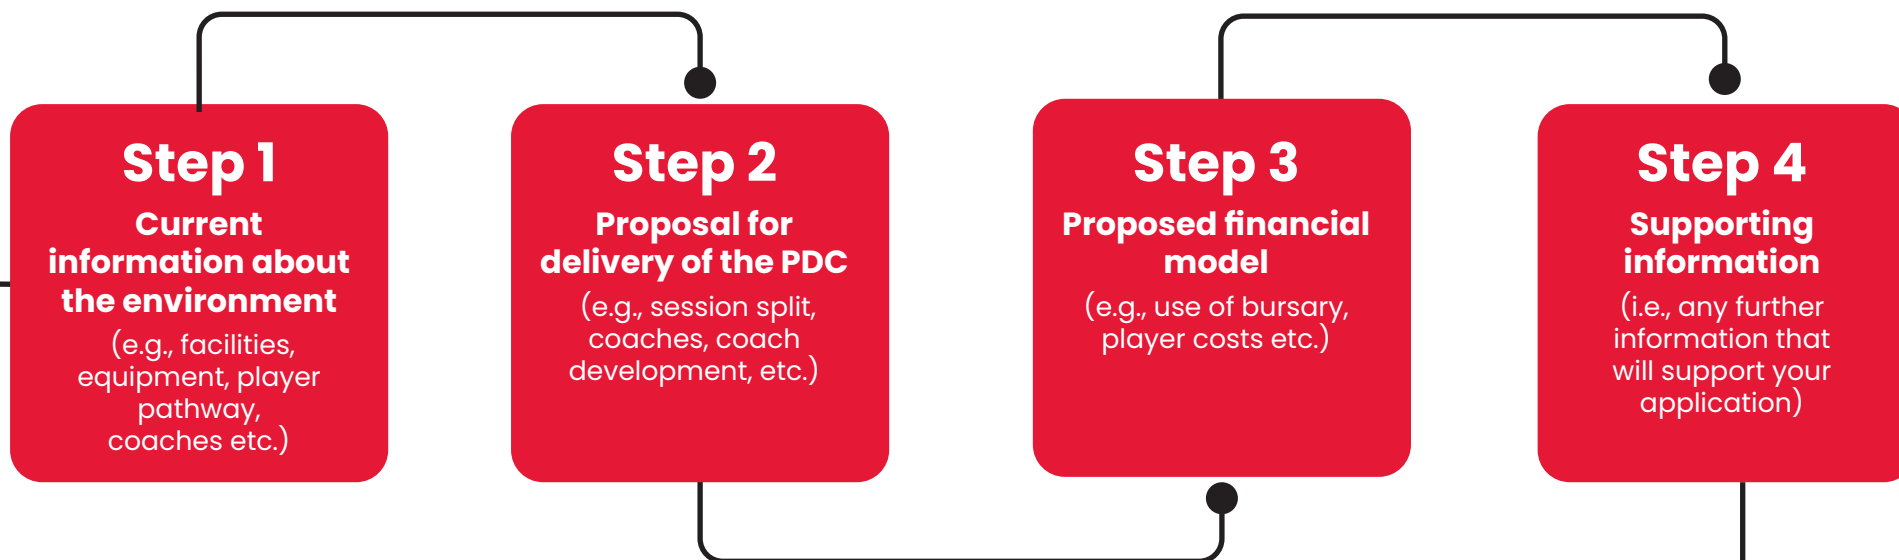 Step 1
Current
information about
the environment
(e.g., facilities,
equipment, player
pathway,
coaches etc.)
Step 2
Proposal for
delivery of the PDC
(e.g., session split,
coaches, coach
development, etc.)
Step 3
Proposed financial
model
(e.g., use of bursary,
player costs etc.)
Step 4
Supporting
information
(i.e., any further
information that
will support your
application)